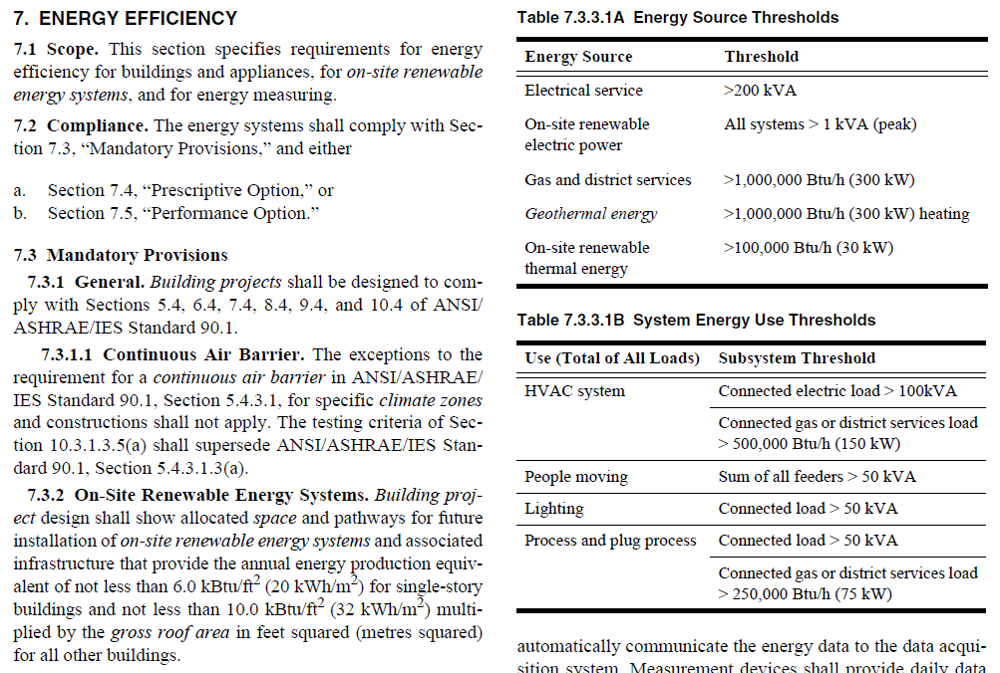 7. ENERGY EFFICIENCY
7.1 Scope. This section specifies requirements for energy
efficiency for buildings and appliances, for on-site renewable
energy systems, and for energy measuring.
7.2 Compliance. The energy systems shall comply with Sec-
tion 7.3, “Mandatory Provisions,” and either
a. Section 7.4, “Prescriptive Option,” or
b. Section 7.5, “Performance Option.”
7.3 Mandatory Provisions
7.3.1 General. Building projects shall be designed to com-
ply with Sections 5.4, 6.4, 7.4, 8.4, 9.4, and 10.4 of ANSI/
ASHRAE/IES Standard 90.1.
7.3.1.1 Continuous Air Barrier. The exceptions to the
requirement for a continuous air barrier in ANSI/ASHRAE/
IES Standard 90.1, Section 5.4.3.1, for specific climate zones
and constructions shall not apply. The testing criteria of Sec-
tion 10.3.1.3.5(a) shall supersede ANSI/ASHRAE/IES Stan-
dard 90.1, Section 5.4.3.1.3(a).
7.3.2 On-Site Renewable Energy Systems. Building proj-
ect design shall show allocated space and pathways for future
installation of on-site renewable energy systems and associated
infrastructure that provide the annual energy production equiv-
alent of not less than 6.0 kBtu/ft² (20 kWh/m²) for single-story
buildings and not less than 10.0 kBtu/ft² (32 kWh/m²) multi-
plied by the gross roof area in feet squared (metres squared)
for all other buildings.
Table 7.3.3.1A Energy Source Thresholds
Energy Source Threshold
Electrical service >200 kVA
On-site renewable All systems > 1 kVA (peak)
electric power
Gas and district services >1,000,000 Btu/h (300 kW)
Geothermal energy >1,000,000 Btu/h (300 kW) heating
On-site renewable >100,000 Btu/h (30 kW)
thermal energy
Table 7.3.3.1B System Energy Use Thresholds
Use (Total of All Loads) Subsystem Threshold
HVAC system Connected electric load > 100kVA
Connected gas or district services load
> 500,000 Btu/h (150 kW)
People moving Sum of all feeders > 50 kVA
Lighting Connected load > 50 kVA
Process and plug process Connected load > 50 kVA
Connected gas or district services load
> 250,000 Btu/h (75 kW)
automatically communicate the energy data to the data acqui-
sition system. Measurement devices shall provide daily data